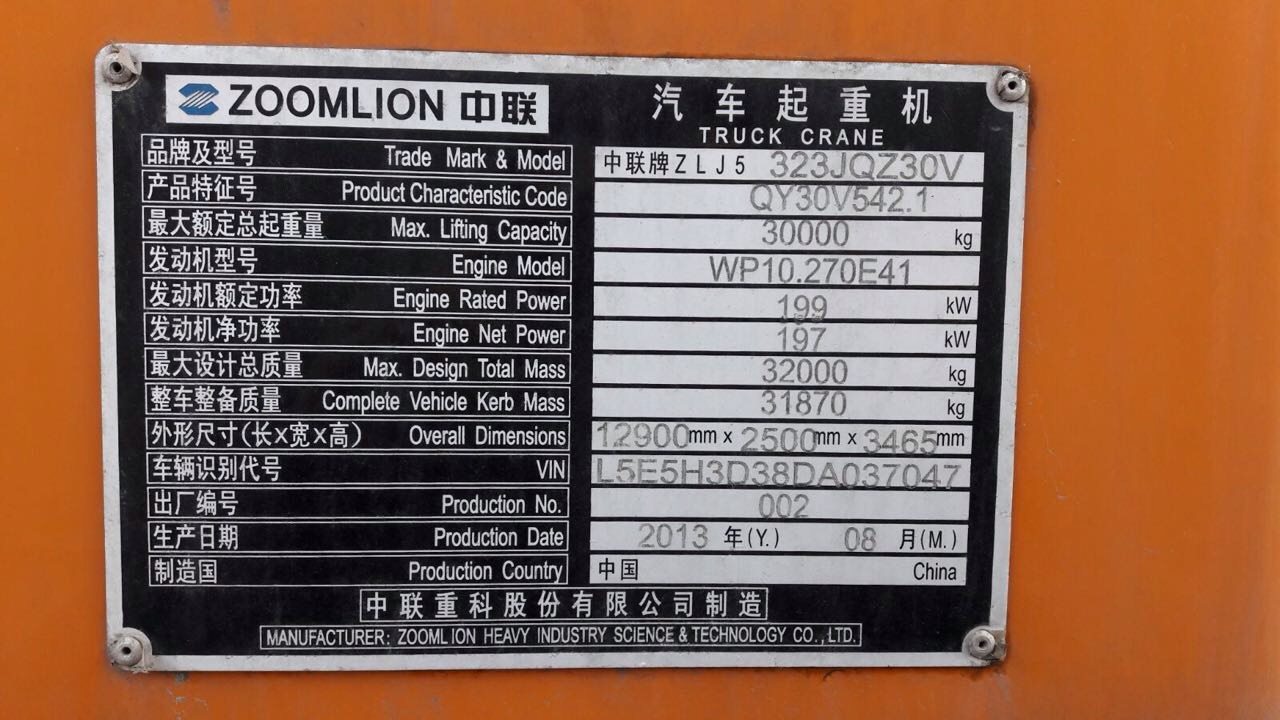 ZOOMLION 中联
汽车起重机
TRUCK CRANE
品牌及型号 Trade Mark & Model 中联牌ZLJ5 323JQZ30V
产品特征号 Product Characteristic Code QY30V542.1
最大额定总起重量 Max. Lifting Capacity 30000 kg
发动机型号 Engine Model WP10.270E41
发动机额定功率 Engine Rated Power 199 kW
发动机净功率 Engine Net Power 197 kW
最大设计总质量 Max. Design Total Mass 32000 kg
整车整备质量 Complete Vehicle Kerb Mass 31870 kg
外形尺寸(长×宽×高) Overall Dimensions 12900mm x 2500mm x 3465mm
车辆识别代号 VIN L5E5H3D38DA037047
出厂编号 Production No. 002
生产日期 Production Date 2013 年(Y.) 08 月(M.)
制造国 Production Country 中国 China
中联重科股份有限公司制造
MANUFACTURER: ZOOMLION HEAVY INDUSTRY SCIENCE & TECHNOLOGY CO., LTD.